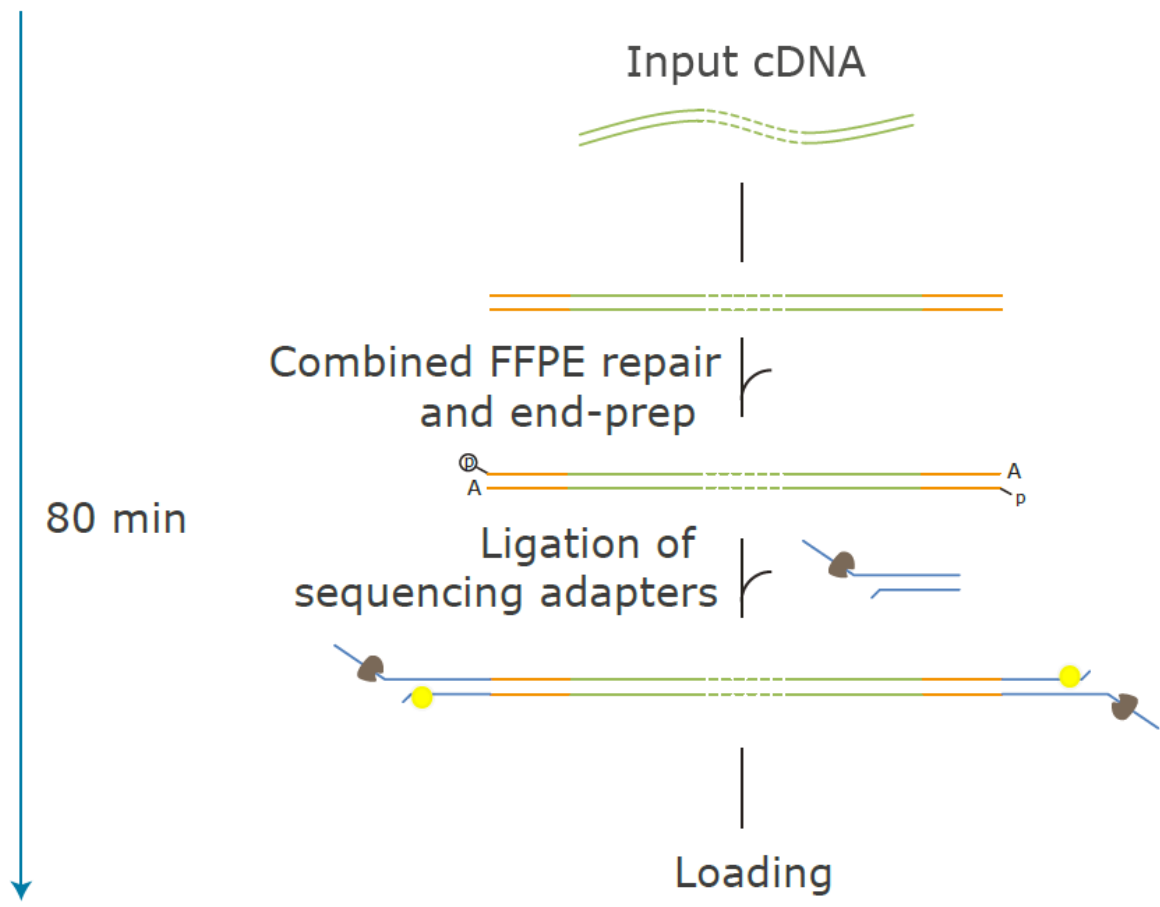 Input cDNA
Combined FFPE repair
and end-prep
p
A
A
p
80 min
Ligation of
sequencing adapters
Loading